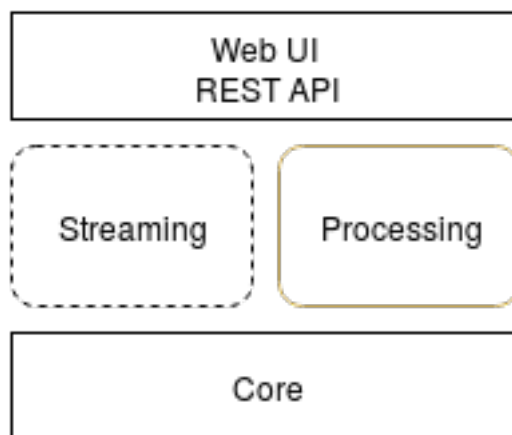 Web UI
REST API
Streaming
Processing
Core